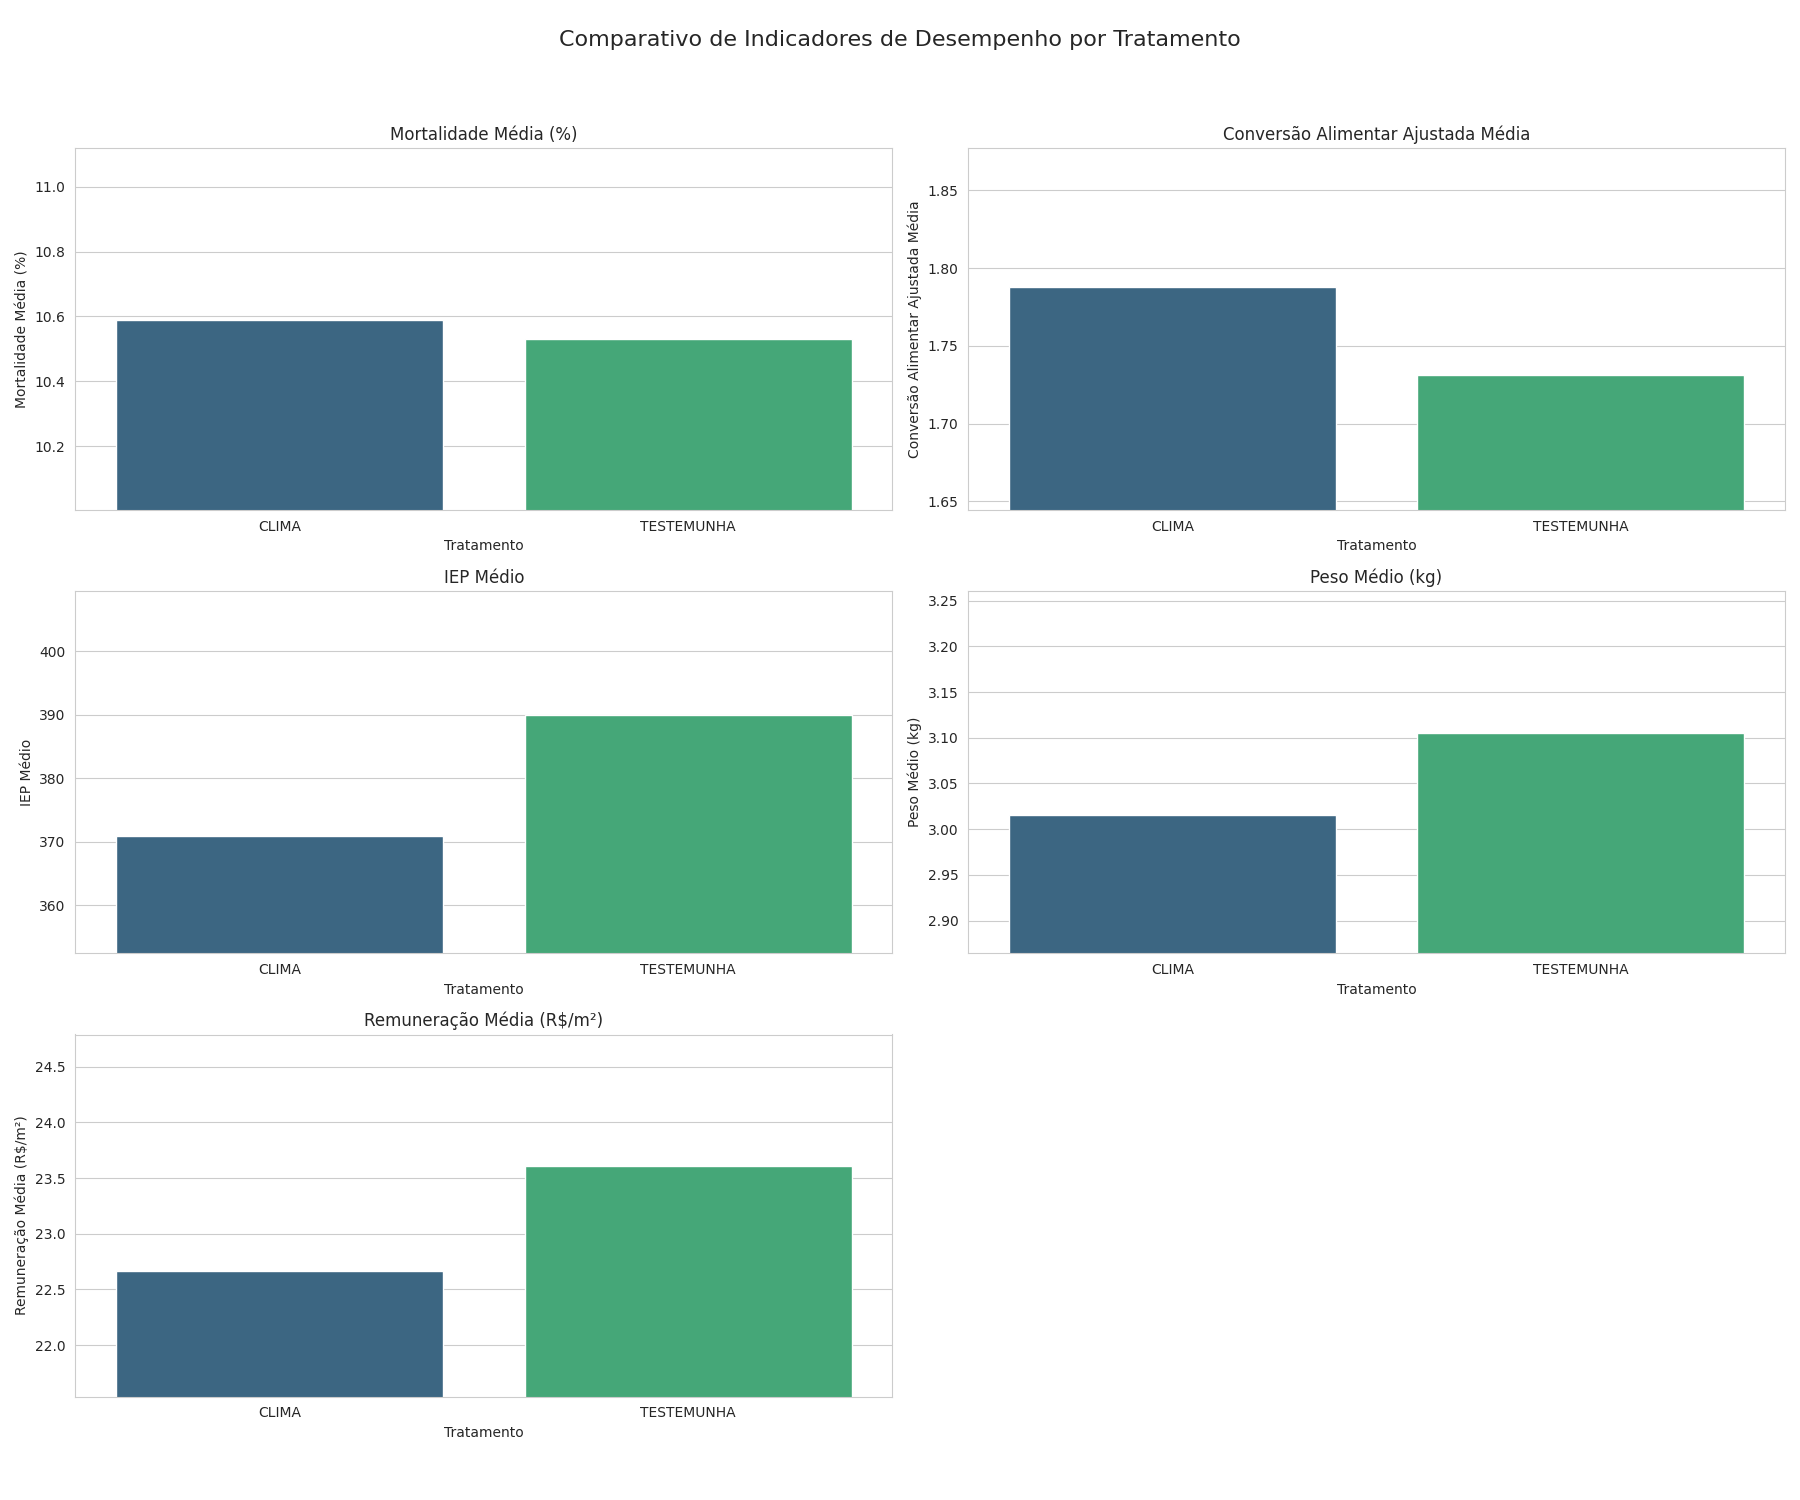 Comparativo de Indicadores de Desempenho por Tratamento
Mortalidade Média (%)
Mortalidade Média (%)
11.0
10.8
10.6
10.4
10.2
CLIMA
TESTEMUNHA
Tratamento
Conversão Alimentar Ajustada Média
Conversão Alimentar Ajustada Média
1.85
1.80
1.75
1.70
1.65
CLIMA
TESTEMUNHA
Tratamento
IEP Médio
IEP Médio
400
390
380
370
360
CLIMA
TESTEMUNHA
Tratamento
Peso Médio (kg)
Peso Médio (kg)
3.25
3.20
3.15
3.10
3.05
3.00
2.95
2.90
CLIMA
TESTEMUNHA
Tratamento
Remuneração Média (R$/m²)
Remuneração Média (R$/m²)
24.5
24.0
23.5
23.0
22.5
22.0
CLIMA
TESTEMUNHA
Tratamento